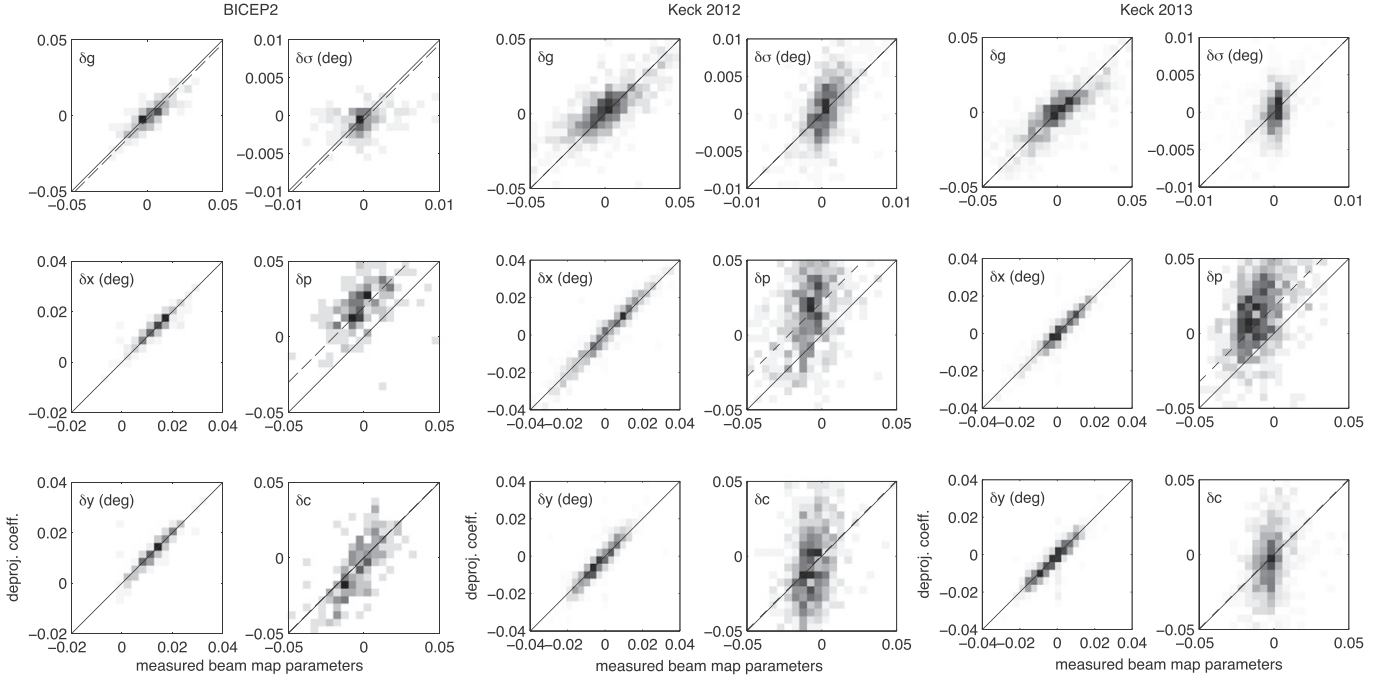 BICEP2 Keck 2012 Keck 2013
0.05 0.01 0.05 0.01 0.05 0.01
δg δσ (deg) δg δσ (deg) δg δσ (deg)
0.005 0.005 0.005
0 0 0 0 0 0
−0.005 −0.005 −0.005
−0.05 −0.01 −0.05 −0.01 −0.05 −0.01
−0.05 0 0.05 −0.01 0 0.01 −0.05 0 0.05 −0.01 0 0.01 −0.05 0 0.05 −0.01 0 0.01
0.04 0.05 0.04 0.05 0.04 0.05
δx (deg) δp δx (deg) δp δx (deg) δp
0.02 0.02 0.02
0 0 0 0 0 0
−0.02 −0.02
−0.02 −0.05 −0.04 −0.05 −0.04 −0.05
−0.02 0 0.02 0.04 −0.05 0 0.05 −0.04−0.02 0 0.02 0.04 −0.05 0 0.05 −0.04−0.02 0 0.02 0.04 −0.05 0 0.05
0.04 0.05 0.04 0.05 0.04 0.05
δy (deg) δc δy (deg) δc δy (deg) δc
0.02 0.02 0.02
0 0 0 0 0 0
−0.02 −0.02
−0.02 −0.05 −0.04 −0.05 −0.04 −0.05
−0.02 0 0.02 0.04 −0.05 0 0.05 −0.04−0.02 0 0.02 0.04 −0.05 0 0.05 −0.04−0.02 0 0.02 0.04 −0.05 0 0.05
deproj. coeff. deproj. coeff. deproj. coeff.
measured beam map parameters measured beam map parameters measured beam map parameters